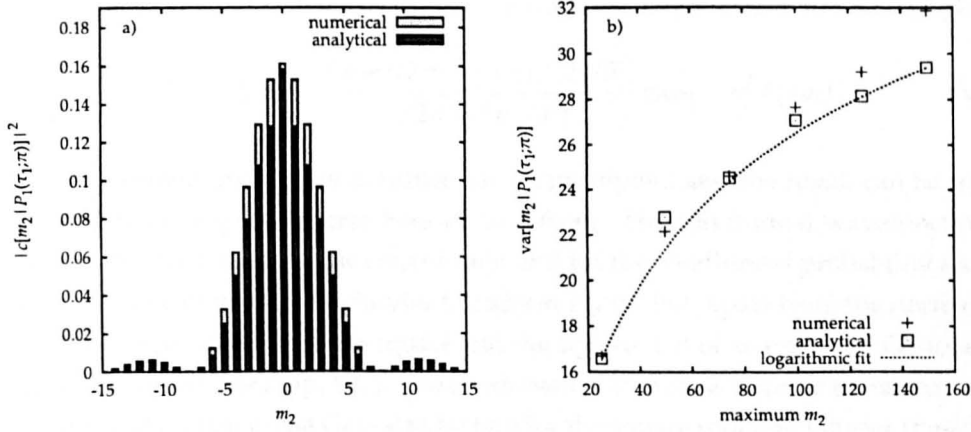 a)
numerical
analytical
|c[m₂|P₁(τ₁;π)]|²
0.16
0.14
0.12
0.1
0.08
0.06
0.04
0.02
0
-15 -10 -5 0 5 10 15
m₂
b)
var[m₂|P₁(τ₁;π)]
32
30
28
26
24
22
20
18
16
numerical
analytical
logarithmic fit
20 40 60 80 100 120 140 160
maximum m₂